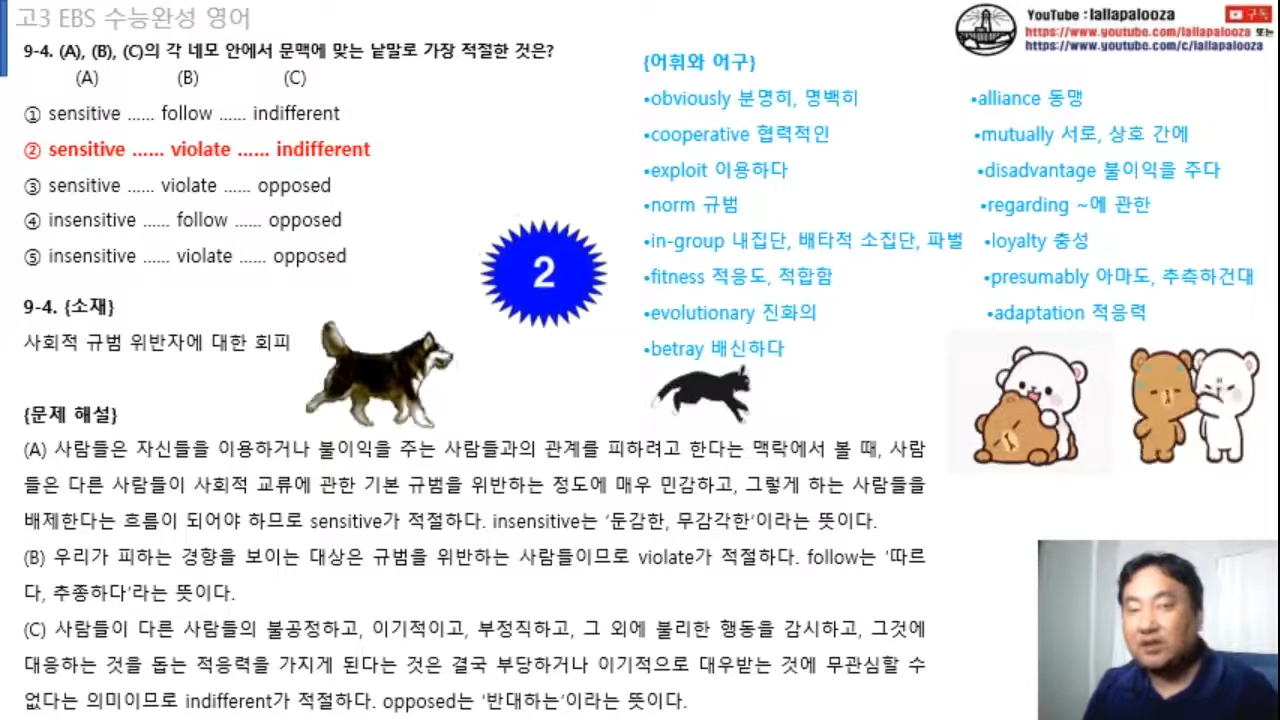 고3 EBS 수능완성 영어
YouTube : lallapalooza
구독
https://www.youtube.com/lallapalooza 또는
https://www.youtube.com/c/lallapalooza
9-4. (A), (B), (C)의 각 네모 안에서 문맥에 맞는 낱말로 가장 적절한 것은?
(A) (B) (C)
① sensitive ...... follow ...... indifferent
② sensitive ...... violate ...... indifferent
③ sensitive ...... violate ...... opposed
④ insensitive ...... follow ...... opposed
⑤ insensitive ...... violate ...... opposed
2
9-4. {소재}
사회적 규범 위반자에 대한 회피
{어휘와 어구}
•obviously 분명히, 명백히
•cooperative 협력적인
•exploit 이용하다
•norm 규범
•in-group 내집단, 배타적 소집단, 파벌
•fitness 적응도, 적합함
•evolutionary 진화의
•betray 배신하다
•alliance 동맹
•mutually 서로, 상호 간에
•disadvantage 불이익을 주다
•regarding ~에 관한
•loyalty 충성
•presumably 아마도, 추측하건대
•adaptation 적응력
{문제 해설}
(A) 사람들은 자신들을 이용하거나 불이익을 주는 사람들과의 관계를 피하려고 한다는 맥락에서 볼 때, 사람
들은 다른 사람들이 사회적 교류에 관한 기본 규범을 위반하는 정도에 매우 민감하고, 그렇게 하는 사람들을
배제한다는 흐름이 되어야 하므로 sensitive가 적절하다. insensitive는 ‘둔감한, 무감각한’이라는 뜻이다.
(B) 우리가 피하는 경향을 보이는 대상은 규범을 위반하는 사람들이므로 violate가 적절하다. follow는 ‘따르
다, 추종하다’라는 뜻이다.
(C) 사람들이 다른 사람들의 불공정하고, 이기적이고, 부정직하고, 그 외에 불리한 행동을 감시하고, 그것에
대응하는 것을 돕는 적응력을 가지게 된다는 것은 결국 부당하거나 이기적으로 대우받는 것에 무관심할 수
없다는 의미이므로 indifferent가 적절하다. opposed는 ‘반대하는’이라는 뜻이다.